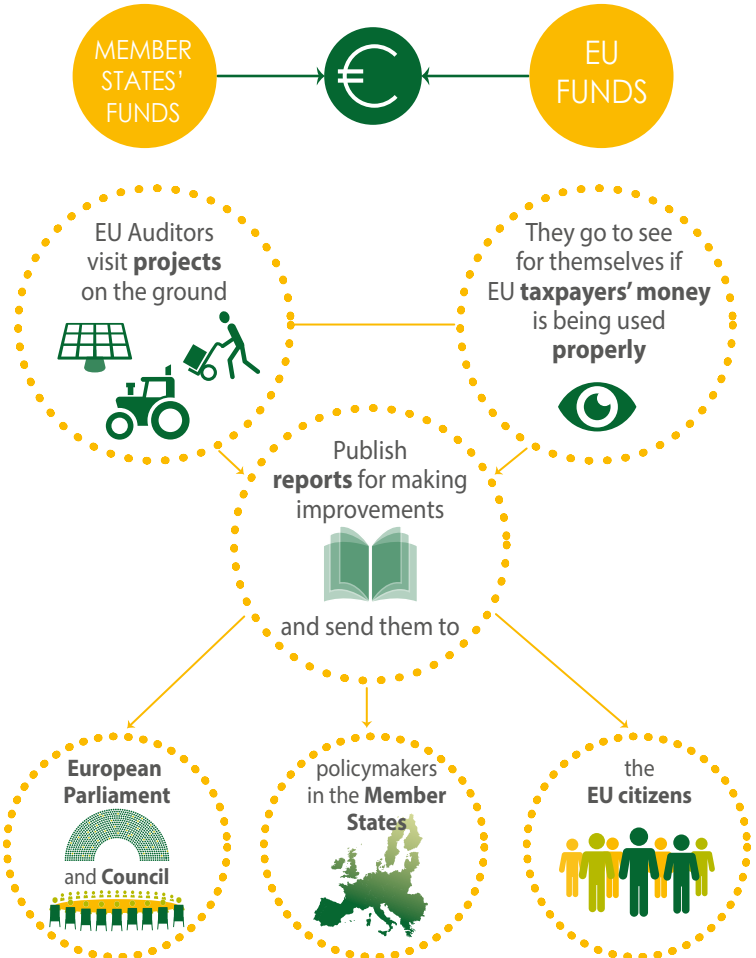 MEMBER
STATES'
FUNDS
€
EU
FUNDS
EU Auditors
visit projects
on the ground
They go to see
for themselves if
EU taxpayers' money
is being used
properly
Publish
reports for making
improvements
and send them to
European
Parliament
and Council
policymakers
in the Member
States
the
EU citizens